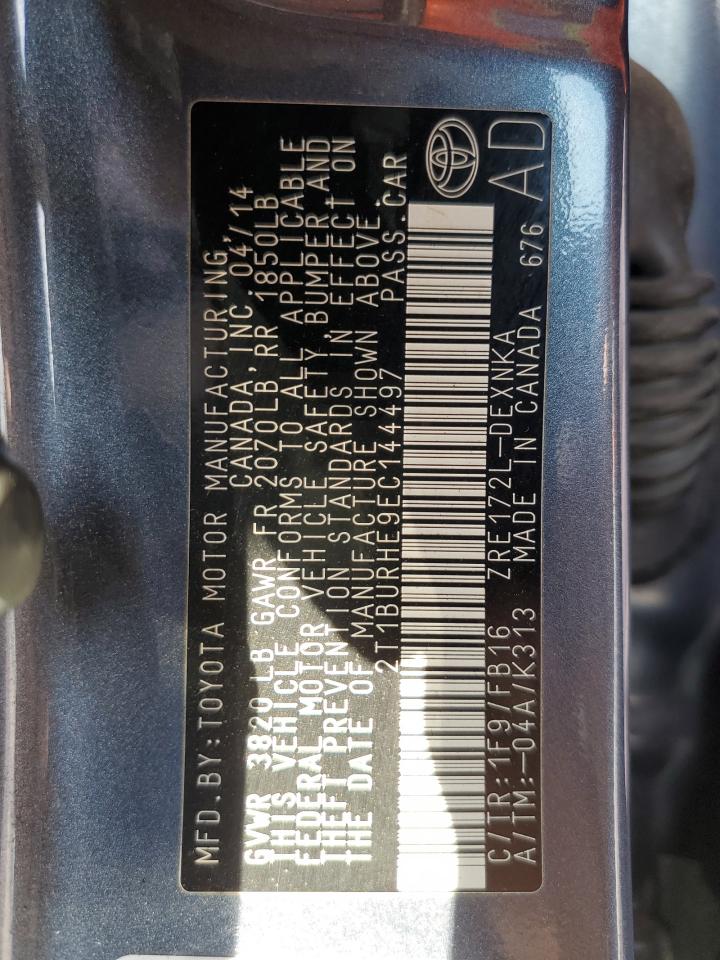 MFD.BY:TOYOTA MOTOR MANUFACTURING,
CANADA,INC. 04/14
GVWR 3820LB GAWR FR 2070LB,RR 1850LB
THIS VEHICLE CONFORMS TO ALL APPLICABLE
FEDERAL MOTOR VEHICLE SAFETY, BUMPER, AND
THEFT PREVENTION STANDARDS IN EFFECT ON
THE DATE OF MANUFACTURE SHOWN ABOVE.
2T1BURHE9EC144497 PASS.CAR
C/TR:1F9/FB16 ZRE172L-DEXNKA
A/TM:-04A/K313 MADE IN CANADA 676
AD